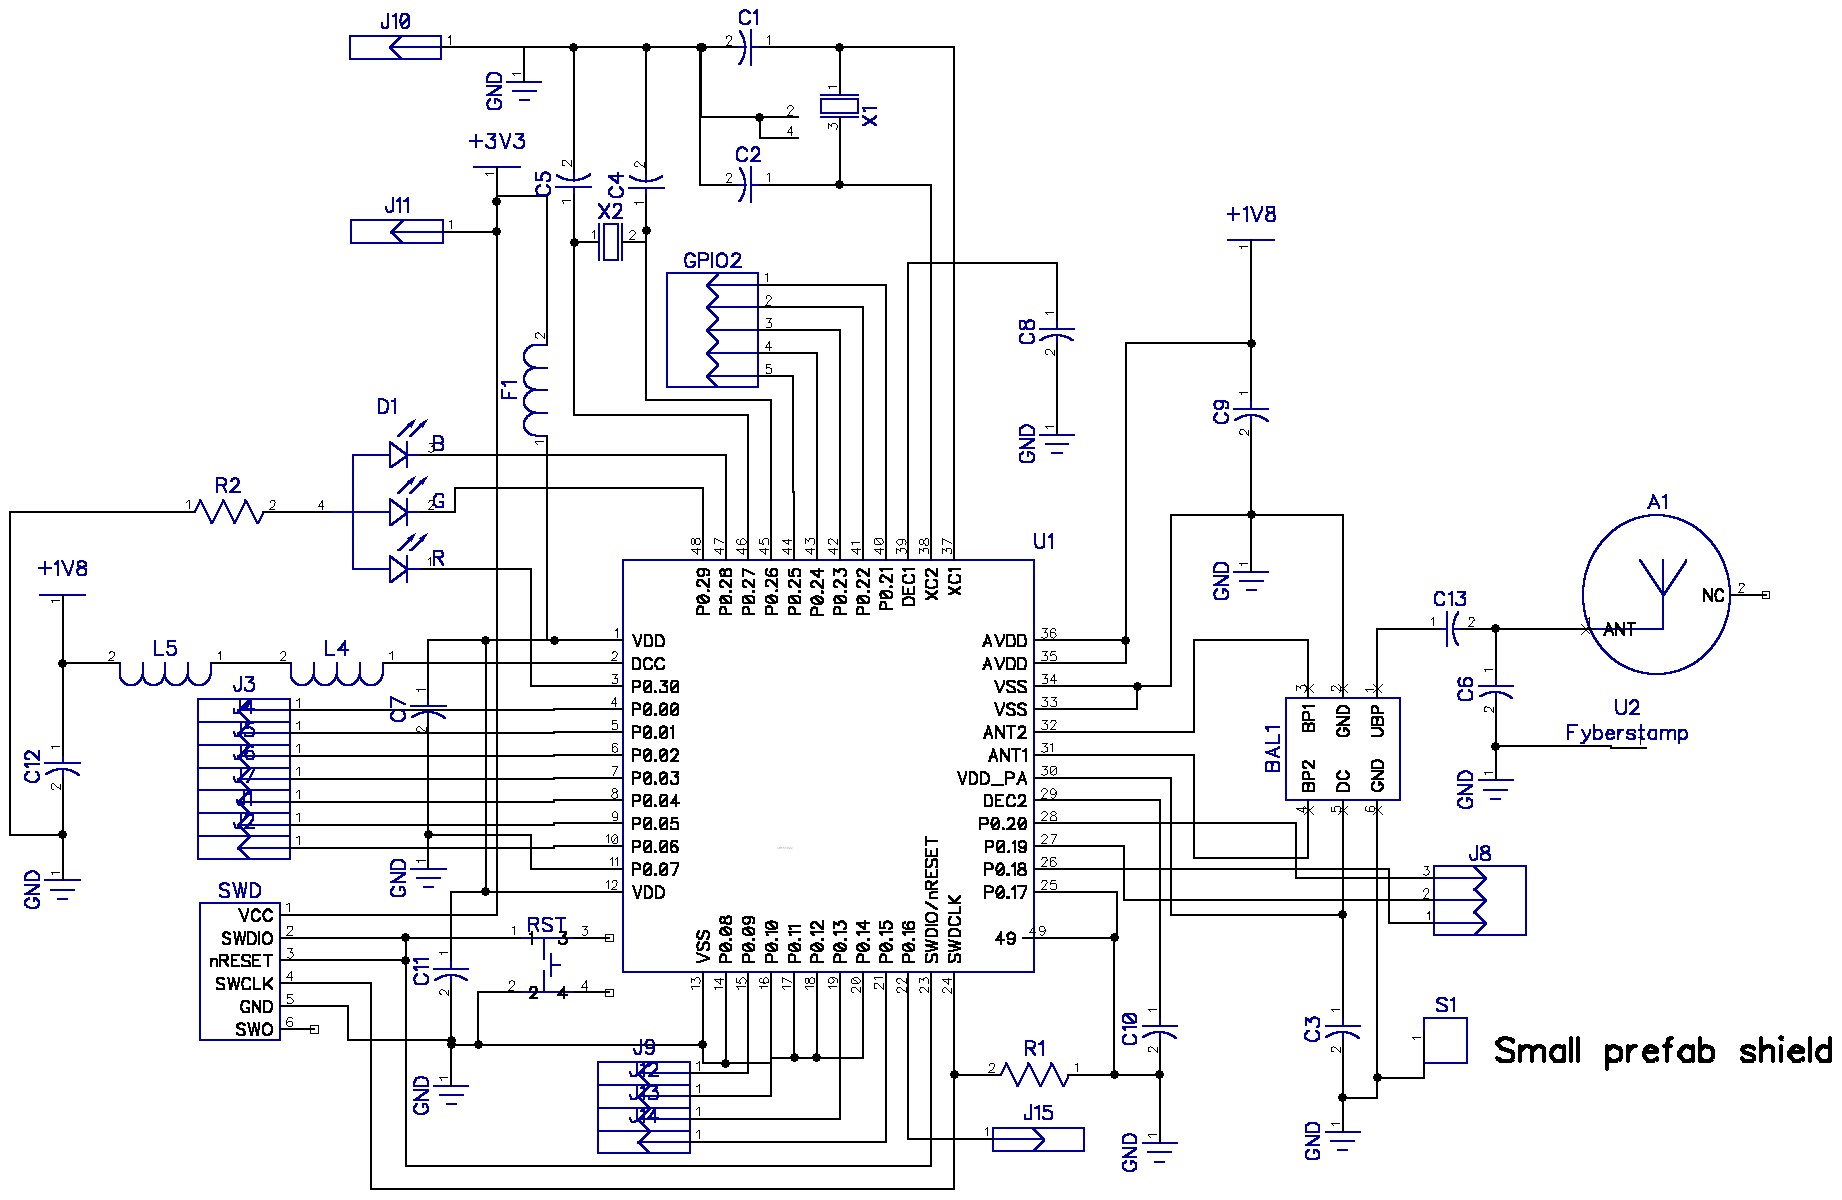 J10
1
GND
1
2
C1
1
1
X1
3
2
4
+3V3
1
C2
2
1
2
C5
1
2
C4
1
J11
1
X2
1
2
+1V8
1
GPIO2
1
2
3
4
5
2
F1
1
1
C8
2
GND
1
C9
2
GND
1
D1
3
B
2
G
1
R
R2
1
2
4
A1
NC
2
ANT
U1
48
47
46
45
44
43
42
41
40
39
38
37
P0.29
P0.28
P0.27
P0.26
P0.25
P0.24
P0.23
P0.22
P0.21
DEC1
XC2
XC1
+1V8
1
L5
2
1
L4
2
1
1 VDD
2 DCC
3 P0.30
4 P0.00
5 P0.01
6 P0.02
7 P0.03
8 P0.04
9 P0.05
10 P0.06
11 P0.07
12 VDD
AVDD 36
AVDD 35
VSS 34
VSS 33
ANT2 32
ANT1 31
VDD_PA 30
DEC2 29
P0.20 28
P0.19 27
P0.18 26
P0.17 25
49 49
J3
J4
J5
J6
J7
J1
J2
1
1
1
1
1
1
1
C7
1
2
GND
1
C12
1
2
GND
1
C13
1
2
C6
1
2
GND
1
U2
Fyberstamp
BAL1
3
2
1
BP1
GND
UBP
BP2
DC
GND
4
5
6
J8
3
2
1
SWD
VCC 1
SWDIO 2
nRESET 3
SWCLK 4
GND 5
SWO 6
C11
1
2
GND
1
RST
1
1 3
3
2
2 4
4
VSS
P0.08
P0.09
P0.10
P0.11
P0.12
P0.13
P0.14
P0.15
P0.16
SWDIO/nRESET
SWDCLK
13
14
15
16
17
18
19
20
21
22
23
24
J9
J12
J13
J14
1
1
1
1
R1
2
1
J15
1
C10
1
2
GND
1
C3
1
2
GND
1
S1
1
Small prefab shield